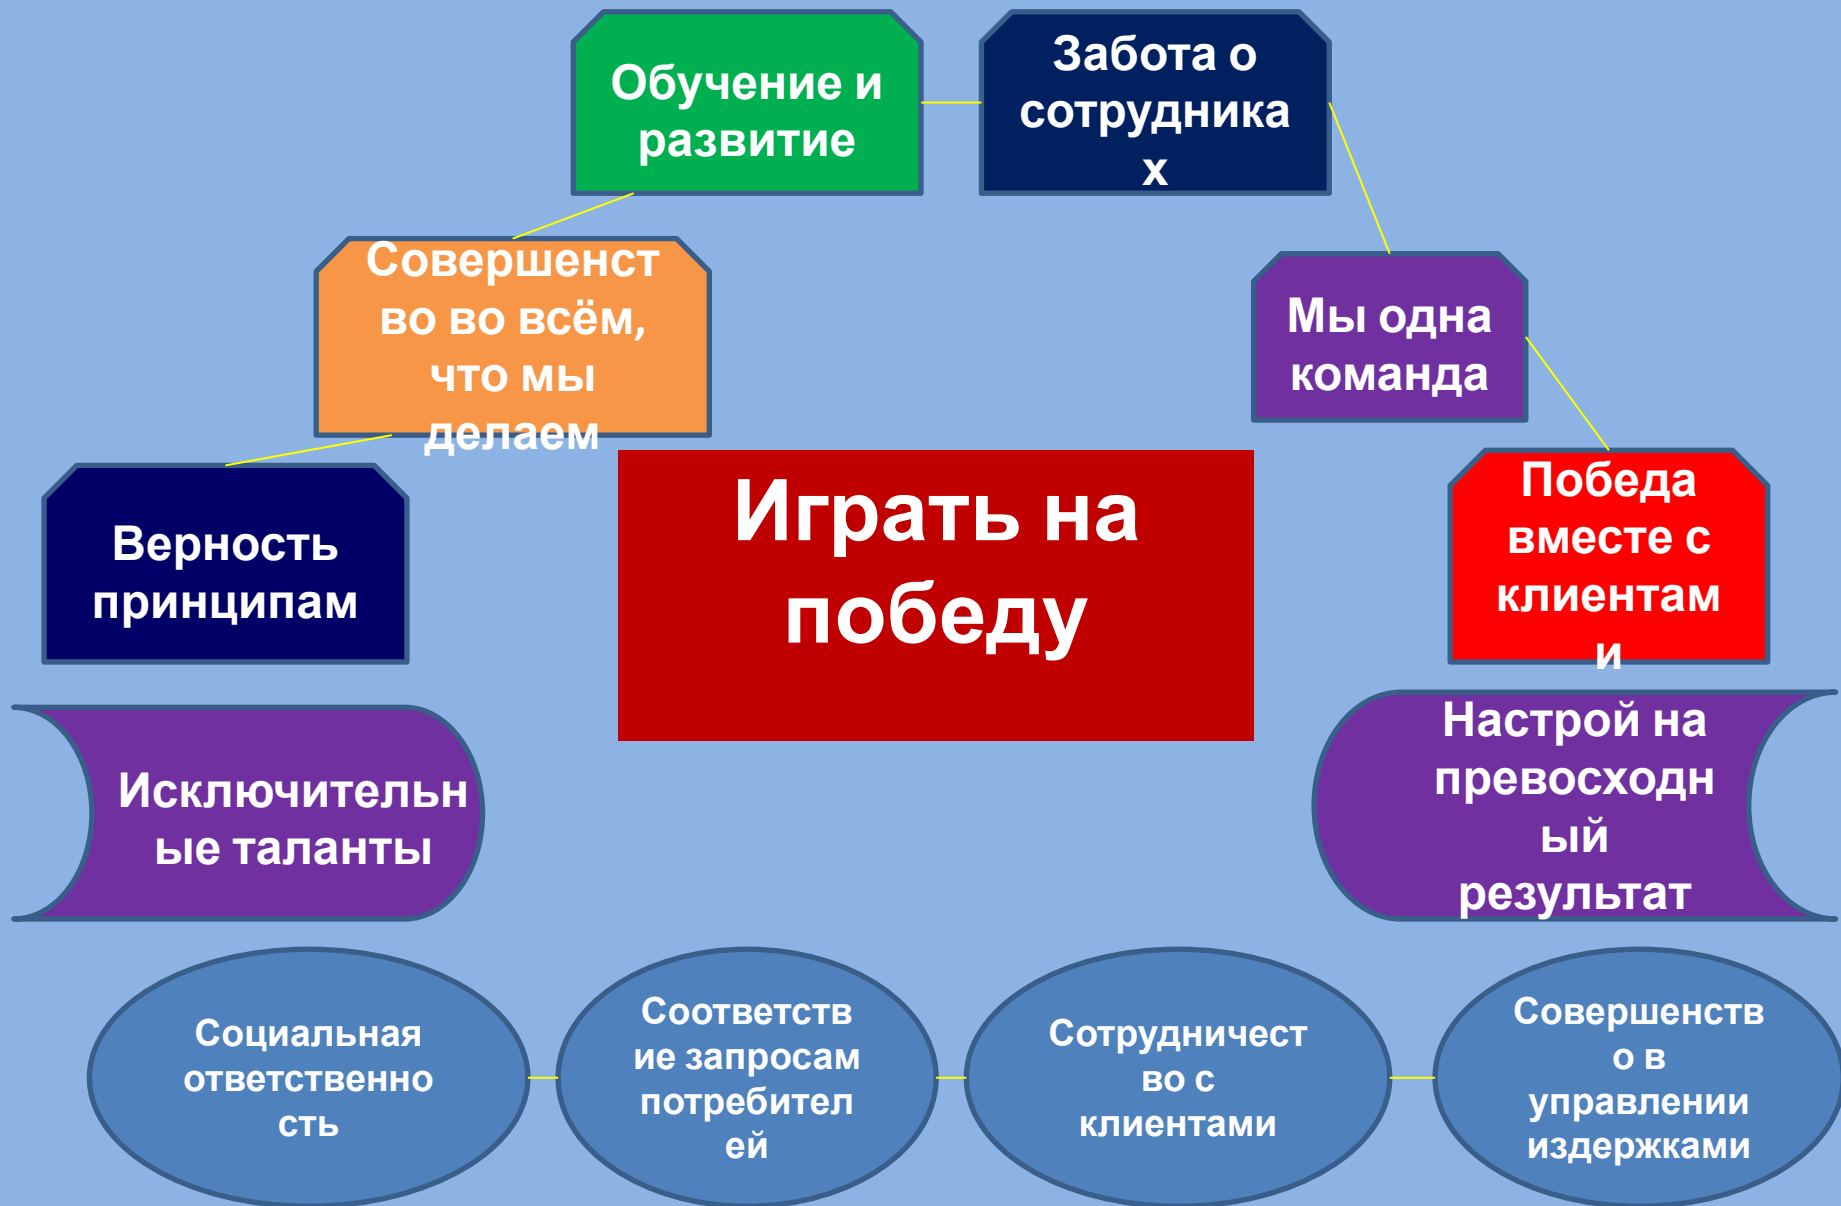 Обучение и
развитие
Забота о
сотрудника
х
Совершенст
во во всём,
что мы
делаем
Мы одна
команда
Верность
принципам
Играть на
победу
Победа
вместе с
клиентам
и
Исключительн
ые таланты
Настрой на
превосходн
ый
результат
Социальная
ответственно
сть
Соответств
ие запросам
потребител
ей
Сотрудничест
во с
клиентами
Совершенств
о в
управлении
издержками